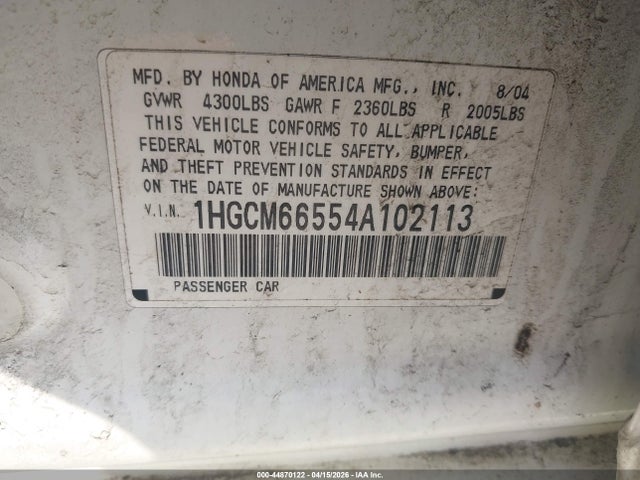 MFD. BY HONDA OF AMERICA MFG., INC. 8/04
GVWR 4300LBS GAWR F 2360LBS R 2005LBS
THIS VEHICLE CONFORMS TO ALL APPLICABLE
FEDERAL MOTOR VEHICLE SAFETY, BUMPER,
AND THEFT PREVENTION STANDARDS IN EFFECT
ON THE DATE OF MANUFACTURE SHOWN ABOVE:
V.I.N. 1HGCM66554A102113
PASSENGER CAR
000-44870122 - 04/15/2026 - IAA Inc.